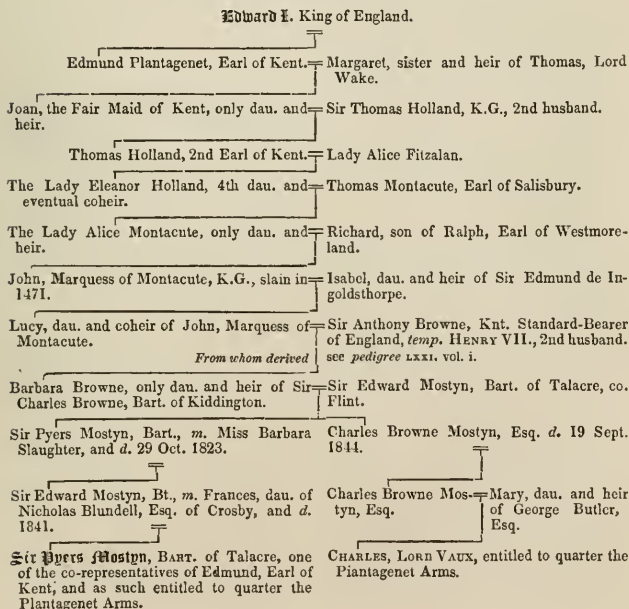 Edward I. King of England.
Edmund Plantagenet, Earl of Kent. Margaret, sister and heir of Thomas, Lord
Wake.
Joan, the Fair Maid of Kent, only dau. and
heir.
Sir Thomas Holland, K.G., 2nd husband.
Thomas Holland, 2nd Earl of Kent. Lady Alice Fitzalan.
The Lady Eleanor Holland, 4th dau. and
eventual coheir.
Thomas Montacute, Earl of Salisbury.
The Lady Alice Montacute, only dau. and
heir.
Richard, son of Ralph, Earl of Westmore-
land.
John, Marquess of Montacute, K.G., slain in
1471.
Isabel, dau. and heir of Sir Edmund de In-
goldsthorpe.
Lucy, dau. and coheir of John, Marquess of
Montacute.
Sir Anthony Browne, Knt. Standard-Bearer
of England, temp. HENRY VII., 2nd husband.
From whom derived see pedigree LXXI. vol. i.
Barbara Browne, only dau. and heir of Sir
Charles Browne, Bart. of Kiddington.
Sir Edward Mostyn, Bart. of Talacre, co.
Flint.
Sir Pyers Mostyn, Bart., m. Miss Barbara
Slaughter, and d. 29 Oct. 1823.
Charles Browne Mostyn, Esq. d. 19 Sept.
1844.
Sir Edward Mostyn, Bt., m. Frances, dau. of
Nicholas Blundell, Esq. of Crosby, and d.
1841.
Charles Browne Mos-
tyn, Esq.
Mary, dau. and heir
of George Butler,
Esq.
Sir Pyers Mostyn, BART. of Talacre, one
of the co-representatives of Edmund, Earl of
Kent, and as such entitled to quarter the
Plantagenet Arms.
CHARLES, LORD VAUX, entitled to quarter the
Plantagenet Arms.